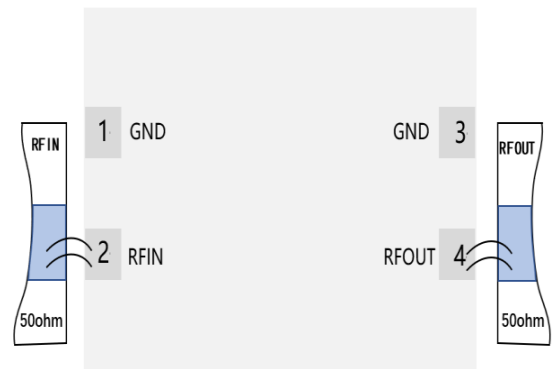 RFIN
1 GND
GND 3
RFOUT
2 RFIN
RFOUT 4
50ohm
50ohm